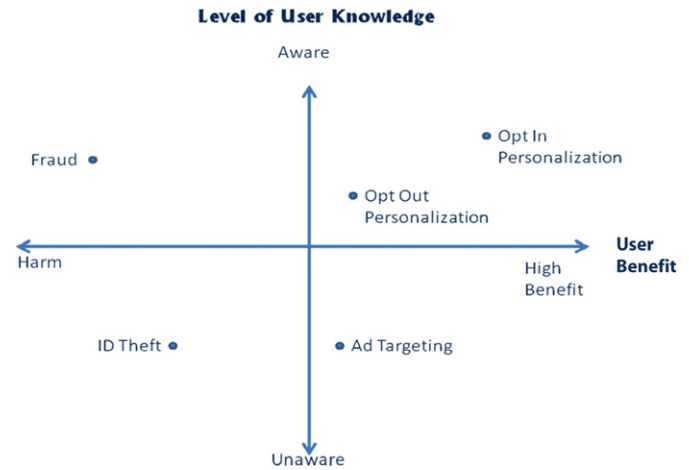 Level of User Knowledge
Aware
Opt In
Personalization
Fraud
Opt Out
Personalization
User
Benefit
Harm
High
Benefit
ID Theft
Ad Targeting
Unaware